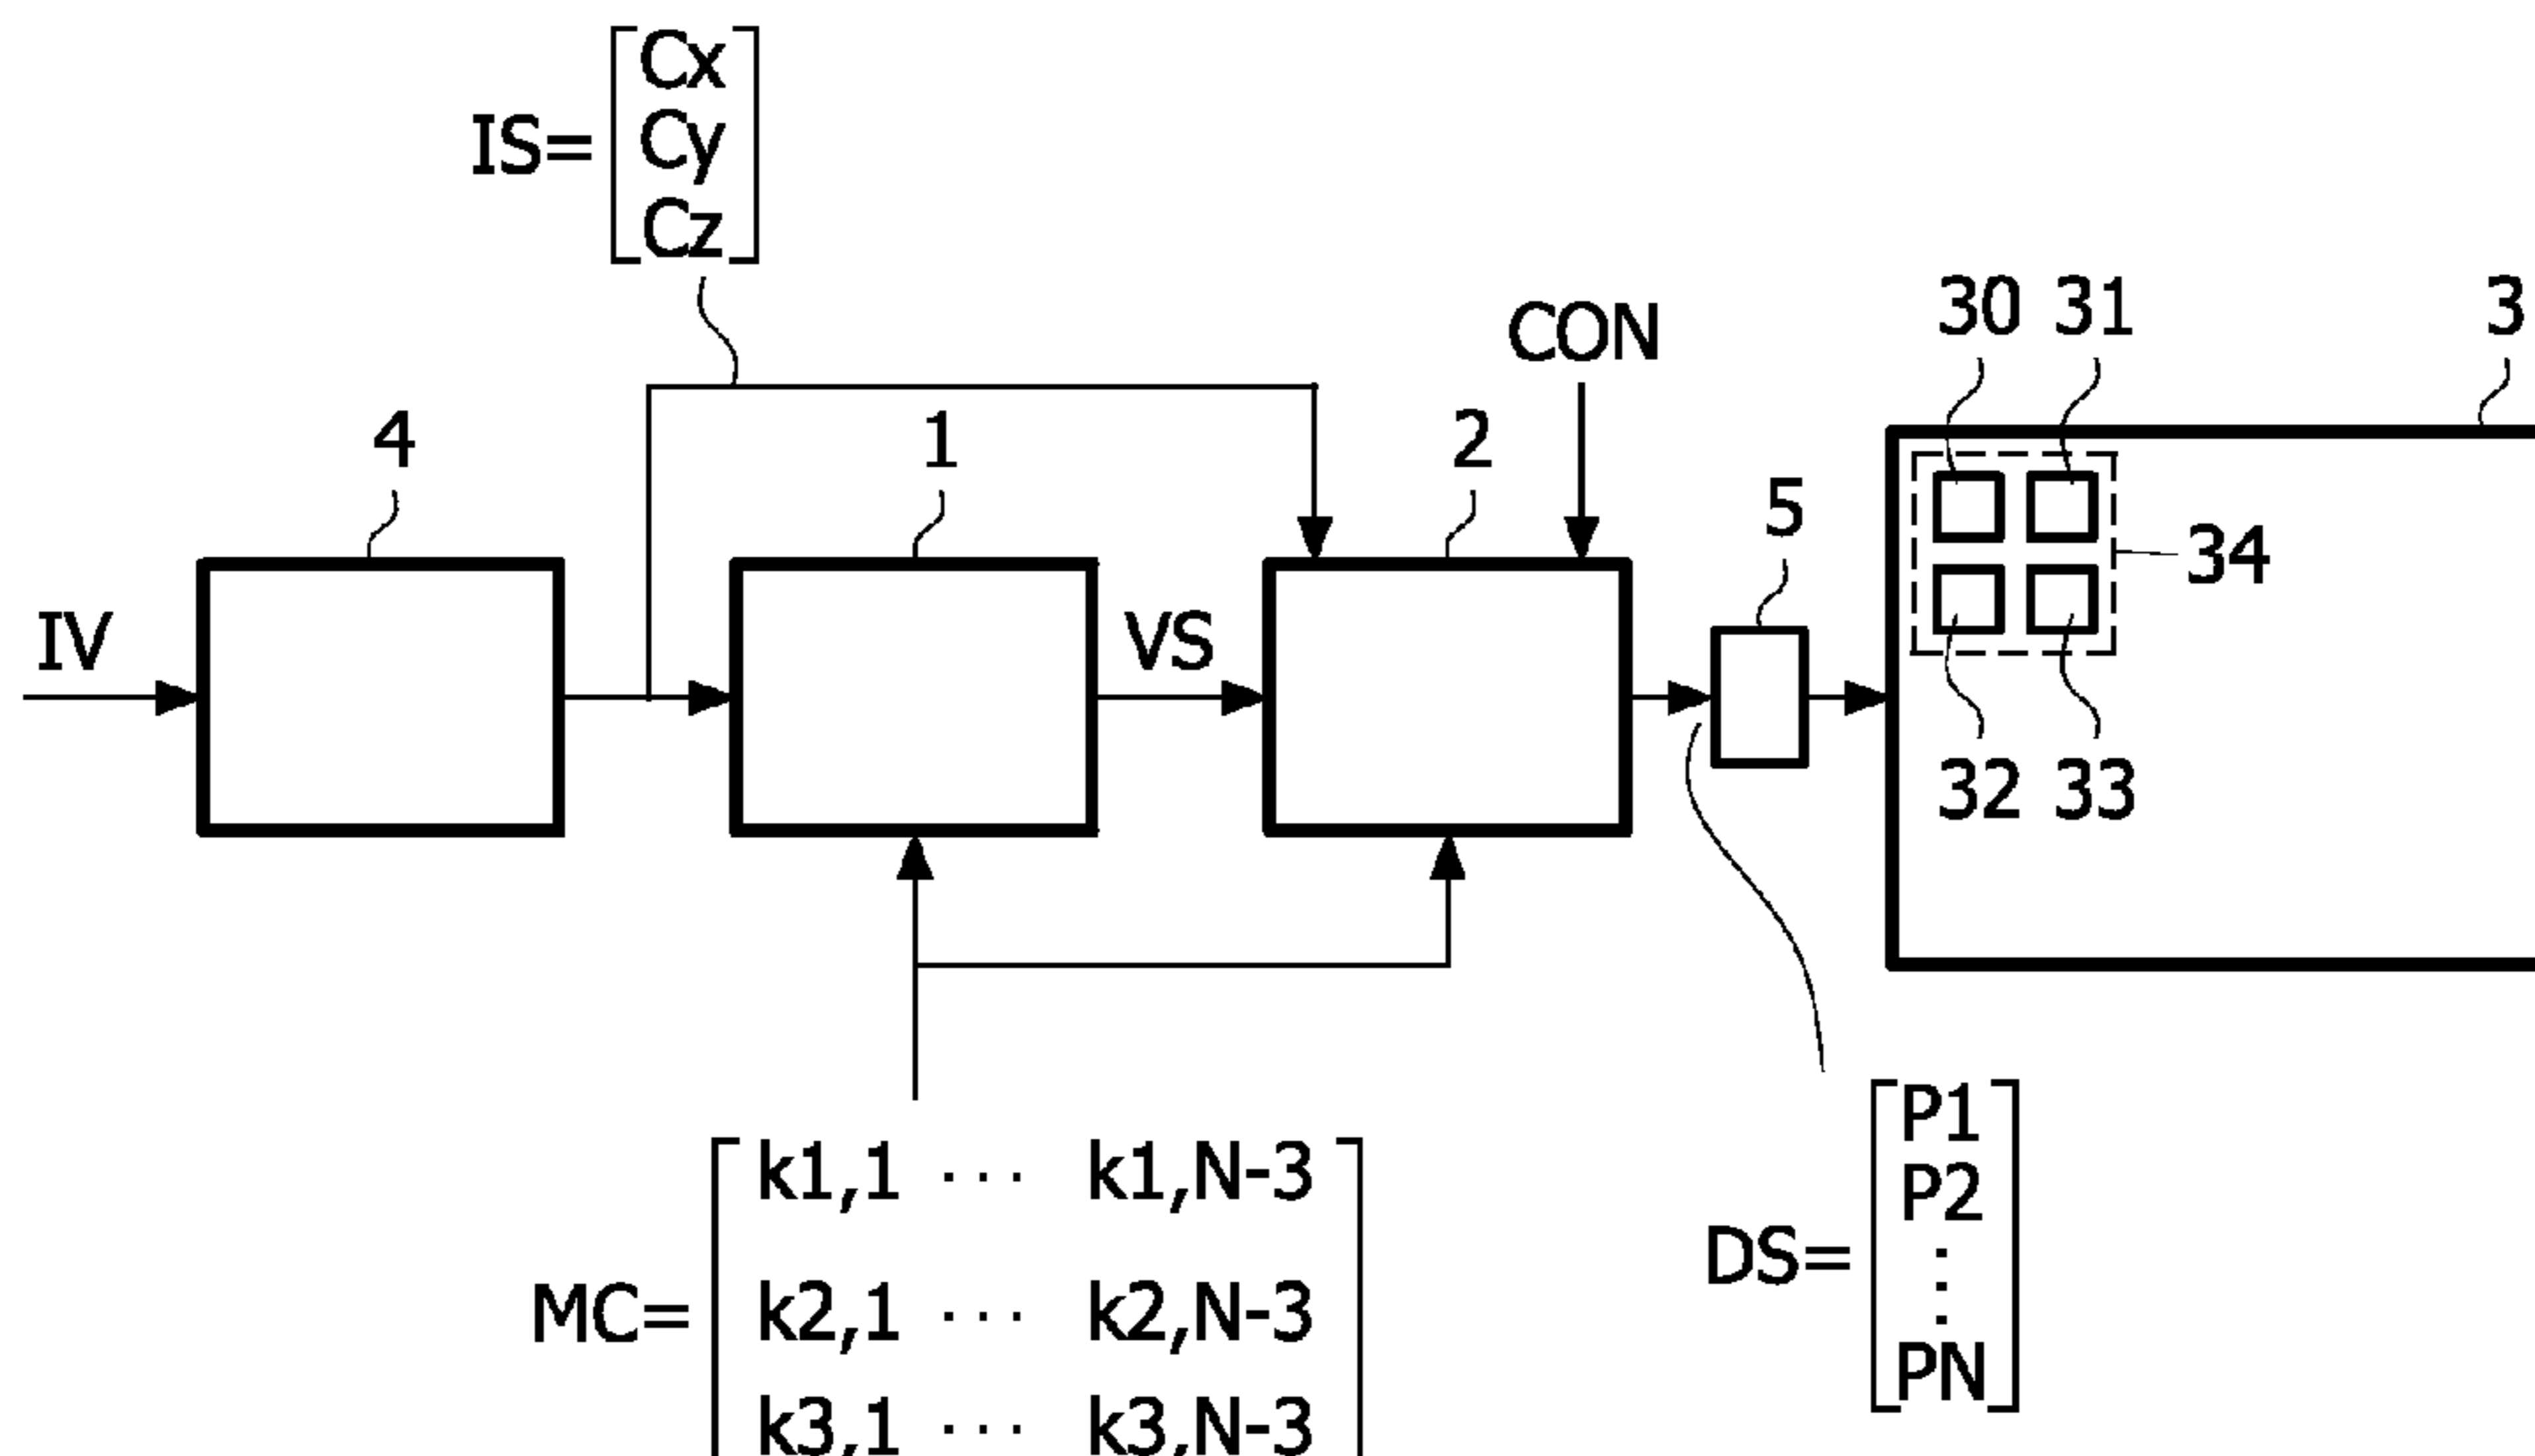 Cx
IS= Cy
Cz
CON
30 31 3
4 1 2
5
34
IV VS
32 33
P1
k1,1 ··· k1,N-3
P2
DS= ⋮
MC= k2,1 ··· k2,N-3
PN
k3,1 ··· k3,N-3